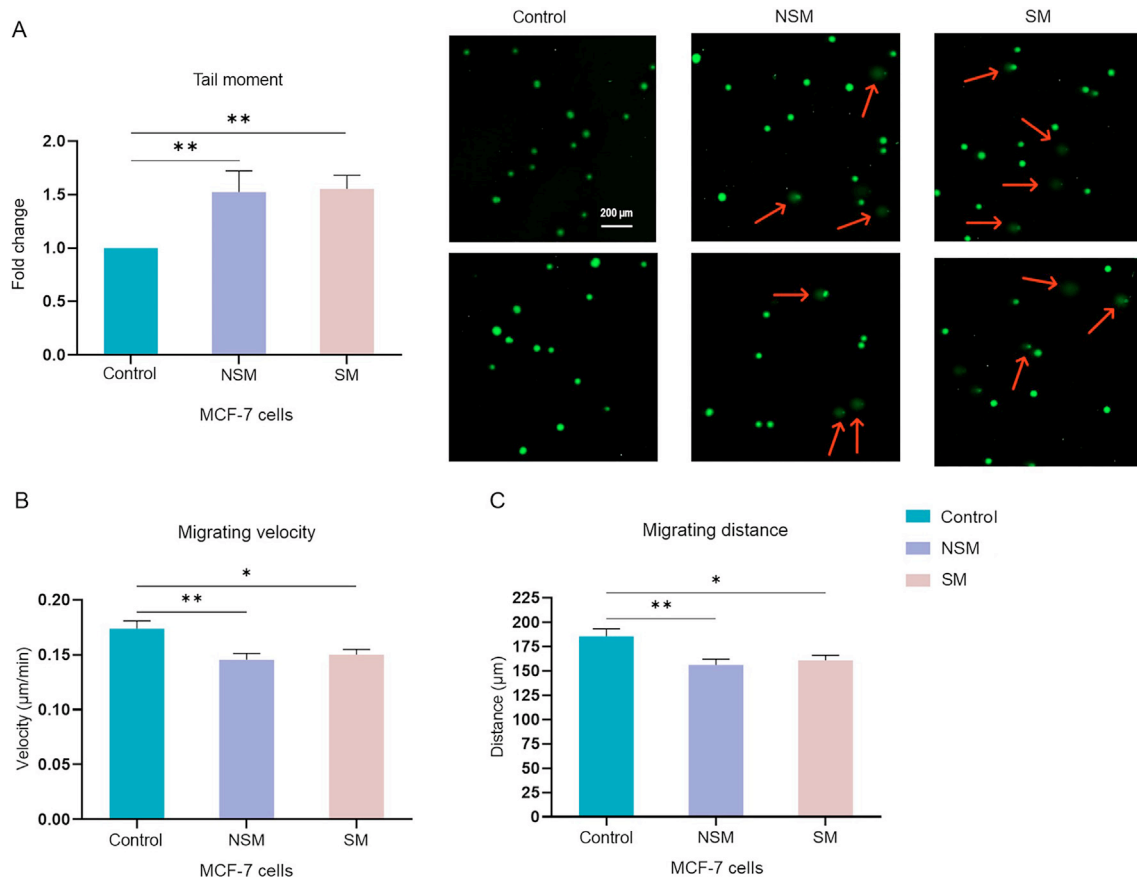 A
Tail moment
**
**
Fold change
2.0
1.5
1.0
0.5
0.0
Control NSM SM
MCF-7 cells
Control NSM SM
200 µm
B
Migrating velocity
*
**
Velocity (µm/min)
0.20
0.15
0.10
0.05
0.00
Control NSM SM
MCF-7 cells
C
Migrating distance
*
**
Distance (µm)
225
200
175
150
125
100
75
50
25
0
Control NSM SM
MCF-7 cells
Control
NSM
SM